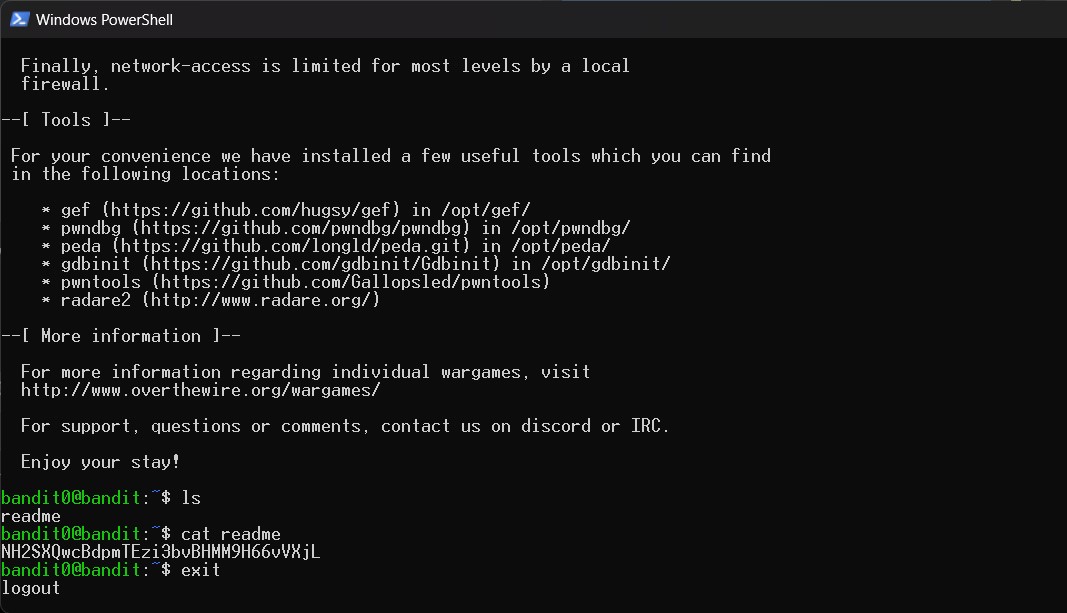 Windows PowerShell
Finally, network-access is limited for most levels by a local
firewall.
--[ Tools ]--
For your convenience we have installed a few useful tools which you can find
in the following locations:
* gef (https://github.com/hugsy/gef) in /opt/gef/
* pwndbg (https://github.com/pwndbg/pwndbg) in /opt/pwndbg/
* peda (https://github.com/longld/peda.git) in /opt/peda/
* gdbinit (https://github.com/gdbinit/Gdbinit) in /opt/gdbinit/
* pwntools (https://github.com/Gallopsled/pwntools)
* radare2 (http://www.radare.org/)
--[ More information ]--
For more information regarding individual wargames, visit
http://www.overthewire.org/wargames/
For support, questions or comments, contact us on discord or IRC.
Enjoy your stay!
bandit0@bandit:~$ ls
readme
bandit0@bandit:~$ cat readme
NH2SXQwcBdpmTEzi3bvBHMM9H66vVXjL
bandit0@bandit:~$ exit
logout